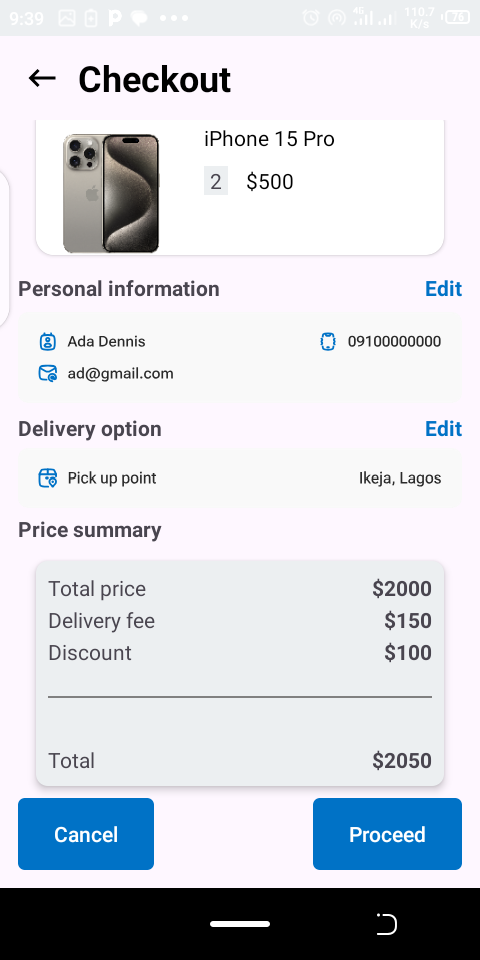 9:39 4G 110.7 K/s 76
Checkout
iPhone 15 Pro
2 $500
Personal information Edit
Ada Dennis 09100000000
ad@gmail.com
Delivery option Edit
Pick up point Ikeja, Lagos
Price summary
Total price $2000
Delivery fee $150
Discount $100
Total $2050
Cancel Proceed